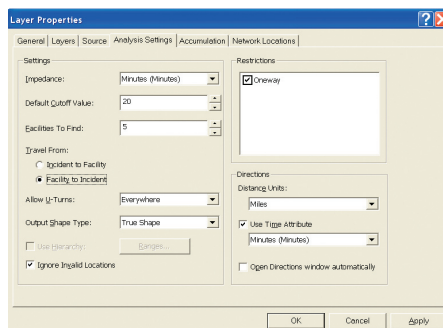 Layer Properties
General Layers Source Analysis Settings Accumulation Network Locations
Settings
Impedance: Minutes (Minutes)
Default Cutoff Value: 20
Facilities To Find: 5
Travel From:
Incident to Facility
Facility to Incident
Allow U-Turns: Everywhere
Output Shape Type: True Shape
Use Hierarchy: Ranges...
Ignore Invalid Locations
Restrictions
Oneway
Directions
Distance Units:
Miles
Use Time Attribute
Minutes (Minutes)
Open Directions window automatically
OK Cancel Apply